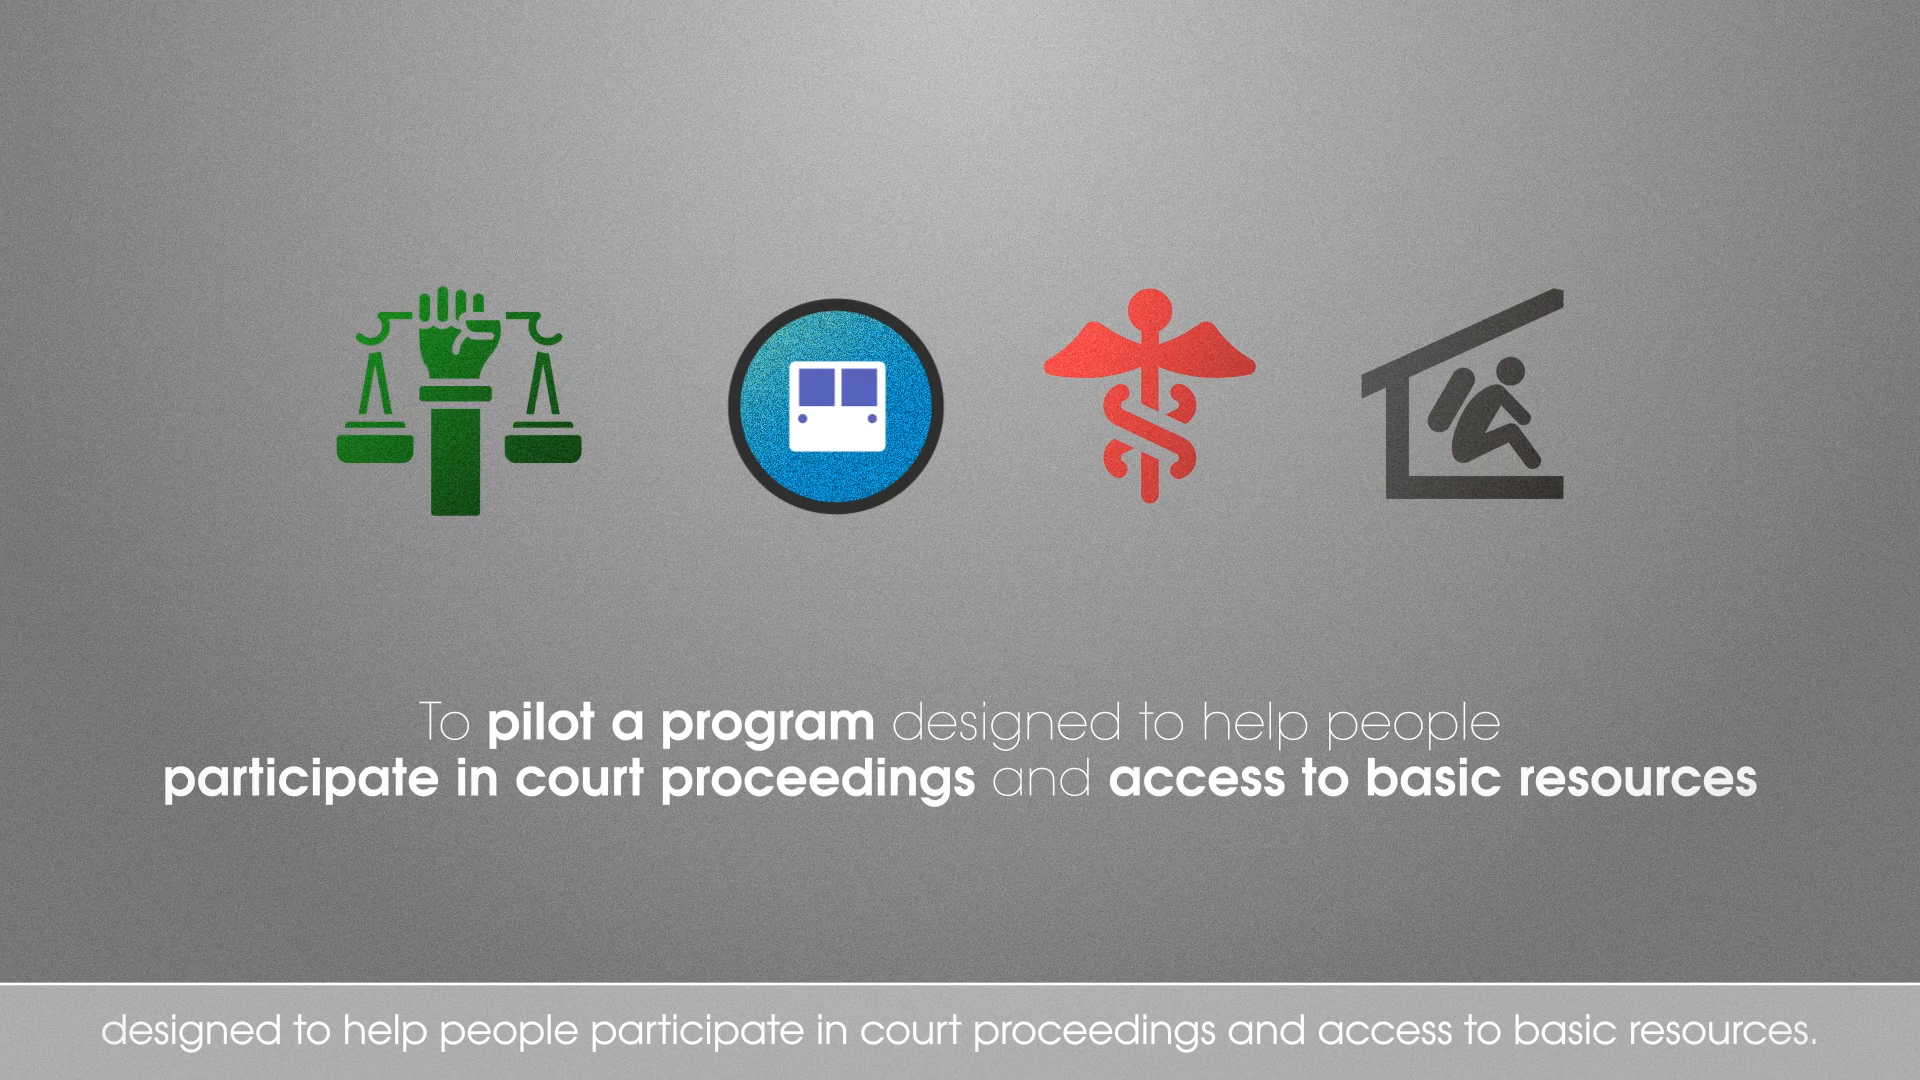 To pilot a program designed to help people
participate in court proceedings and access to basic resources
designed to help people participate in court proceedings and access to basic resources.